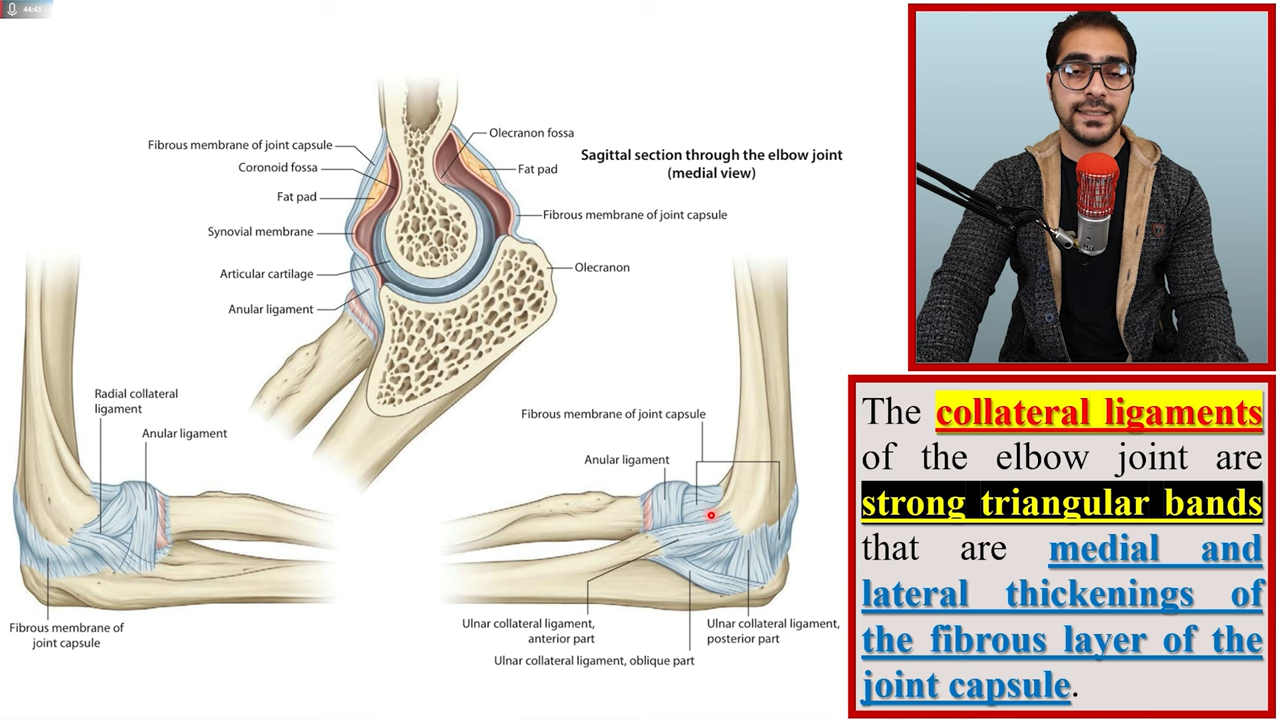 44:43
Fibrous membrane of joint capsule
Coronoid fossa
Fat pad
Synovial membrane
Articular cartilage
Anular ligament
Olecranon fossa
Sagittal section through the elbow joint
(medial view)
Fat pad
Fibrous membrane of joint capsule
Olecranon
Radial collateral
ligament
Anular ligament
Fibrous membrane of
joint capsule
Fibrous membrane of joint capsule
Anular ligament
Ulnar collateral ligament,
anterior part
Ulnar collateral ligament,
posterior part
Ulnar collateral ligament, oblique part
The collateral ligaments
of the elbow joint are
strong triangular bands
that are medial and
lateral thickenings of
the fibrous layer of the
joint capsule.